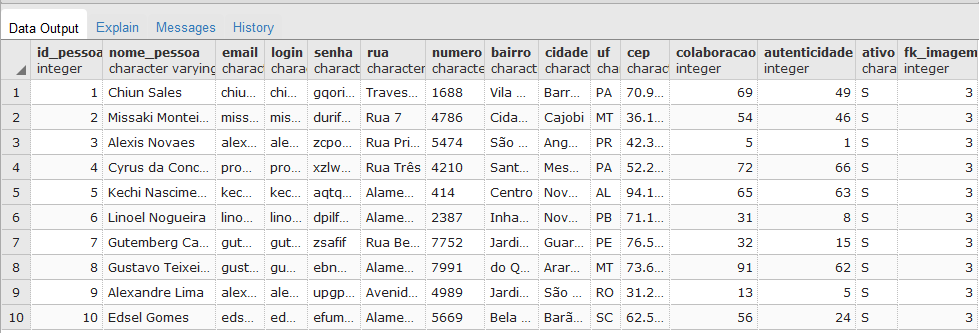 Data Output Explain Messages History
id_pessoa nome_pessoa email login senha rua numero bairro cidade uf cep colaboracao autenticidade ativo fk_imagem
integer character varying charact charac charact character characte charact charact cha charact integer integer chara integer
1 1 Chiun Sales chiu... chi... gqori... Traves... 1688 Vila ... Barr... PA 70.9... 69 49 S 3
2 2 Missaki Montei... miss... mis... durif... Rua 7 4786 Cida... Cajobi MT 36.1... 54 46 S 3
3 3 Alexis Novaes alex... ale... zcpo... Rua Pri... 5474 São ... Ang... PR 42.3... 5 1 S 3
4 4 Cyrus da Conc... pro... pro... xzlw... Rua Três 4210 Sant... Mes... PA 52.2... 72 66 S 3
5 5 Kechi Nascime... kec... kec... aqtq... Alame... 414 Centro Nov... AL 94.1... 65 63 S 3
6 6 Linoel Nogueira lino... lino... dpilf... Alame... 2387 Inha... Nov... PB 71.1... 31 8 S 3
7 7 Gutemberg Ca... gut... gut... zsafif Rua Be... 7752 Jardi... Guar... PE 76.5... 32 15 S 3
8 8 Gustavo Teixei... gust... gu... ebn... Alame... 7991 do Q... Arar... MT 73.6... 91 62 S 3
9 9 Alexandre Lima alex... ale... upgp... Avenid... 4989 Jardi... São ... RO 31.2... 13 5 S 3
10 10 Edsel Gomes eds... eds... efum... Alame... 5669 Bela ... Barã... SC 62.5... 56 24 S 3